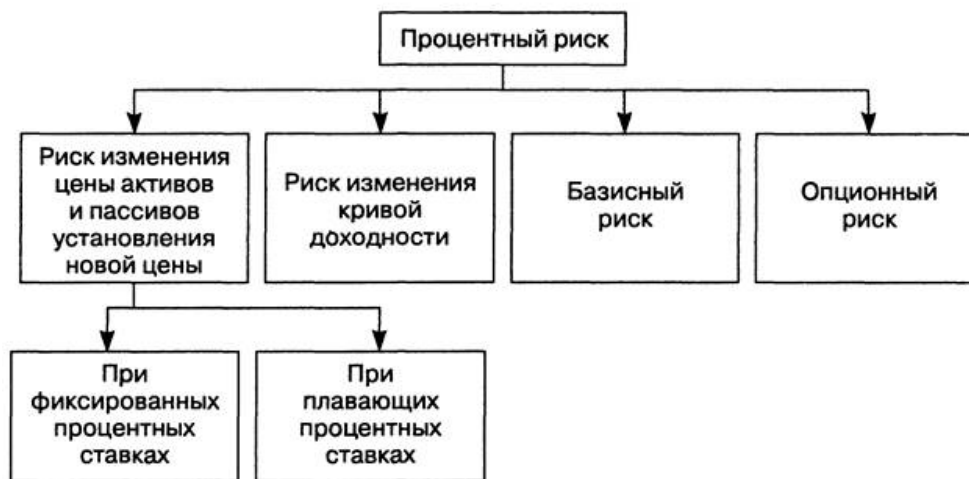 Процентный риск
Риск изменения
цены активов
и пассивов
установления
новой цены
Риск изменения
кривой
доходности
Базисный
риск
Опционный
риск
При
фиксированных
процентных
ставках
При
плавающих
процентных
ставках